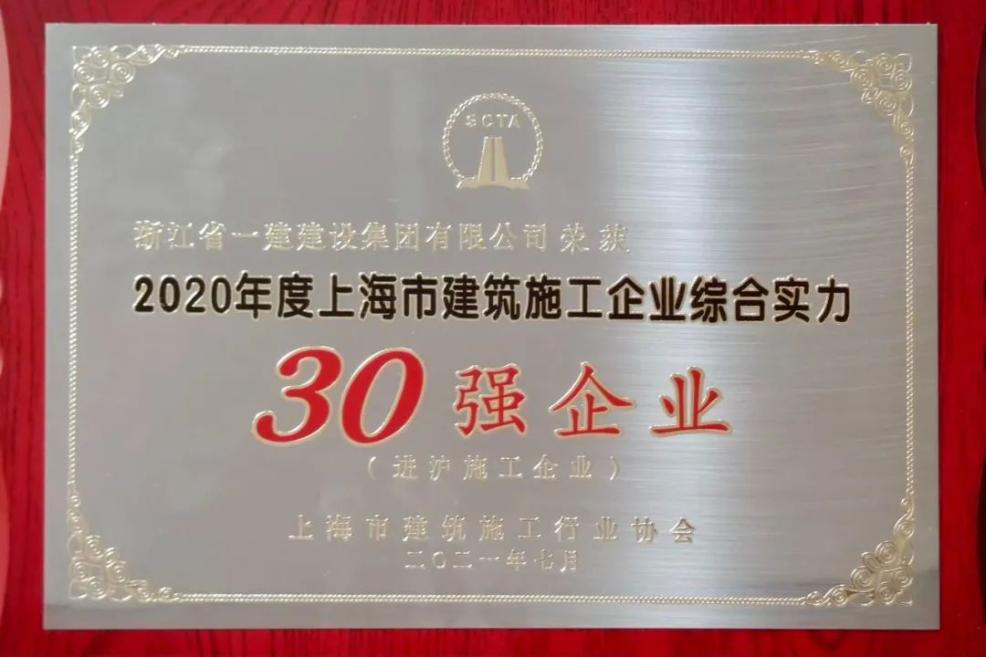 SCTA
浙江省一建建设集团有限公司荣获
2020年度上海市建筑施工企业综合实力
30强企业
（进沪施工企业）
上海市建筑施工行业协会
二〇二一年七月